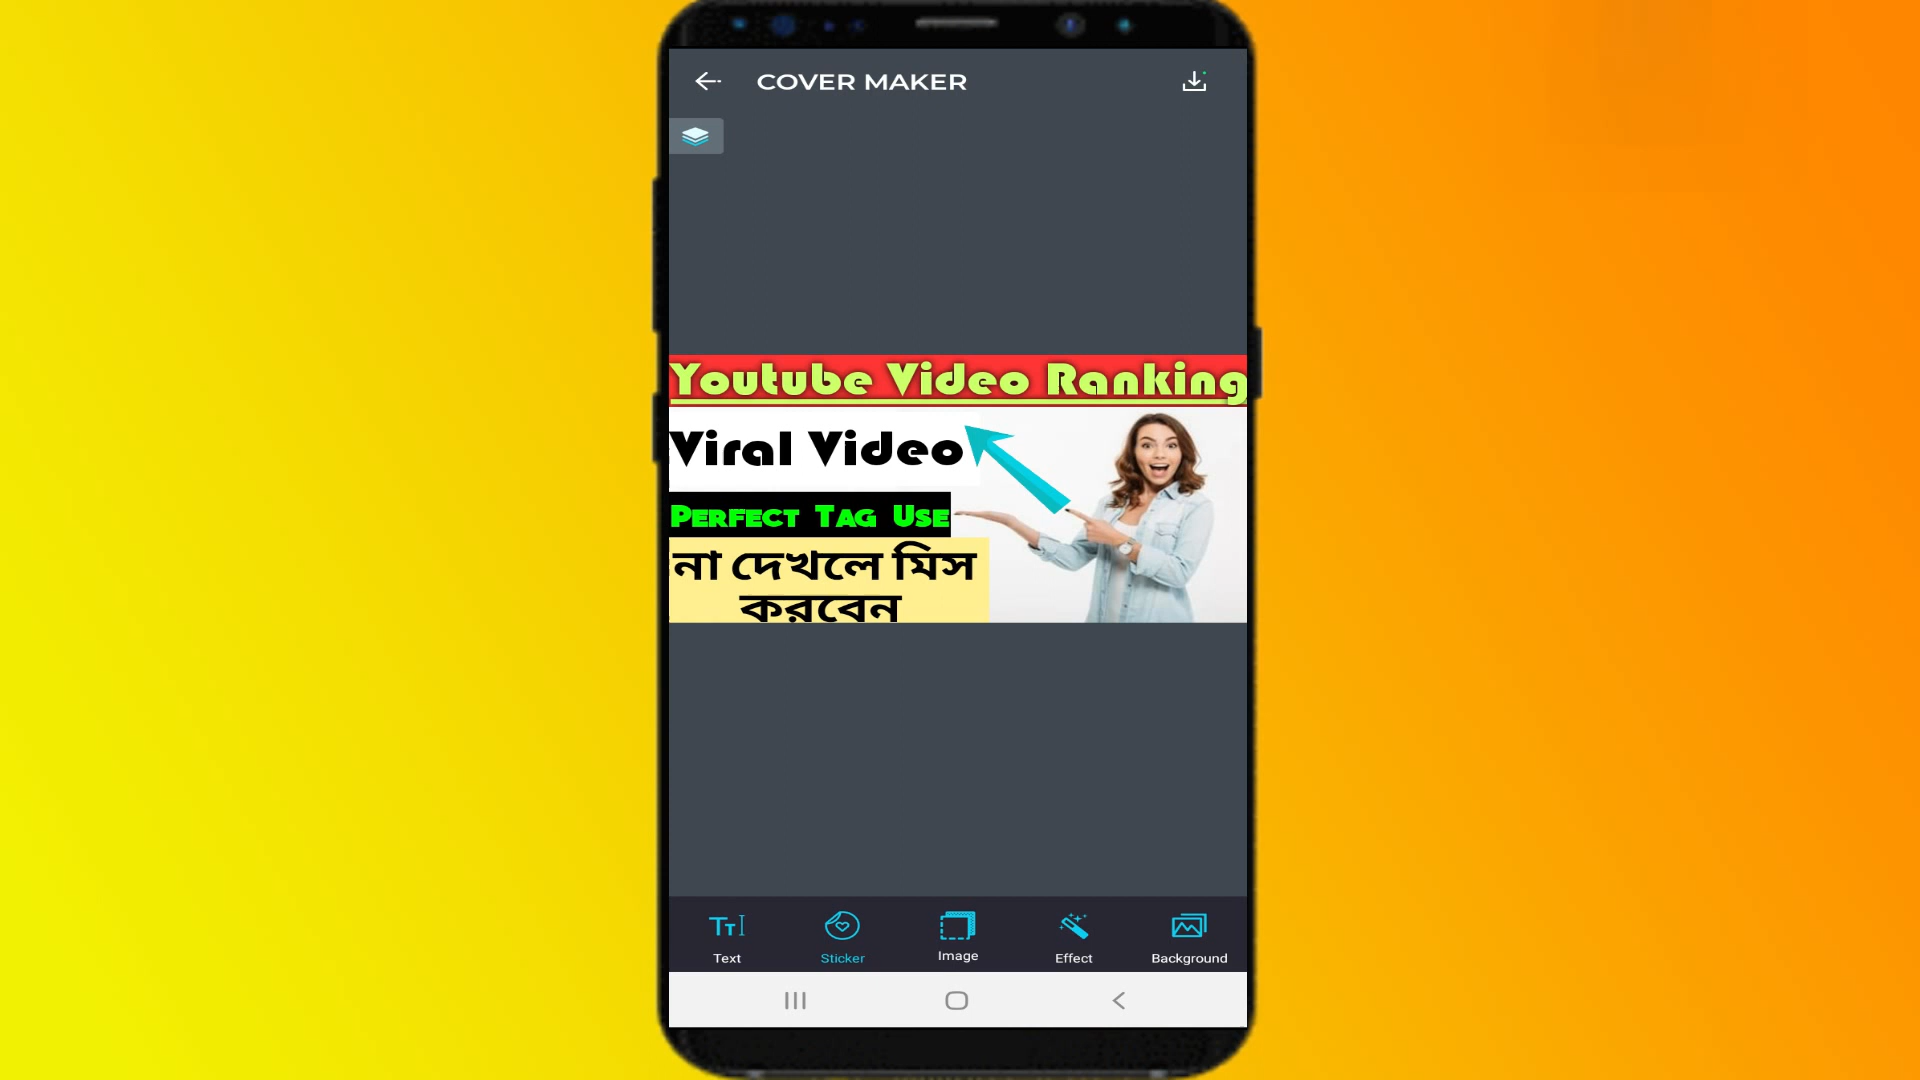 COVER MAKER
Youtube Video Ranking
Viral Video
PERFECT TAG USE
না দেখলে মিস
করবেন
Text
Sticker
Image
Effect
Background